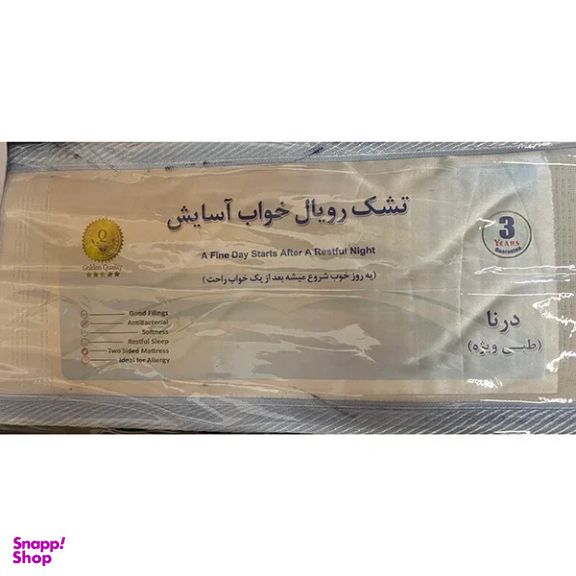 تشک رویال خواب آسایش
A Fine Day Starts After A Restful Night
(یه روز خوب شروع میشه بعد از یک خواب راحت)
3
YEARS
Guarantee
Q
Golden Quality
Good Fillings
AntiBacterial
Softness
Restful Sleep
Two Sided Mattress
Ideal for Allergy
درنا
(طبی ویژه)
Snapp!
Shop